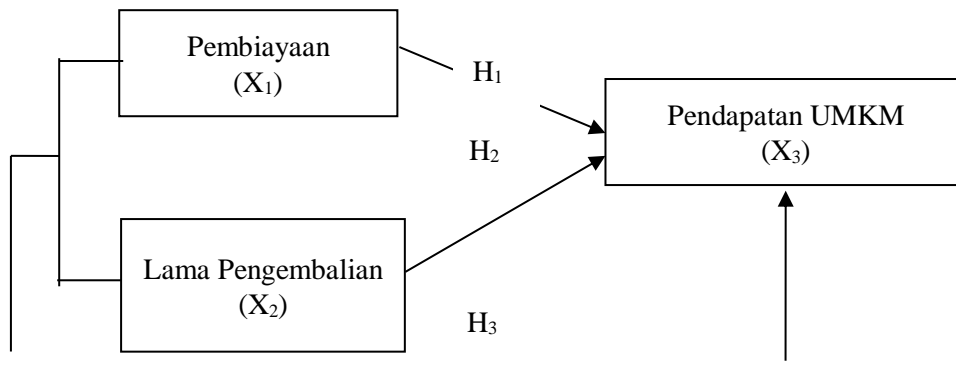 Pembiayaan
(X₁)
H₁
Pendapatan UMKM
(X₃)
H₂
Lama Pengembalian
(X₂)
H₃